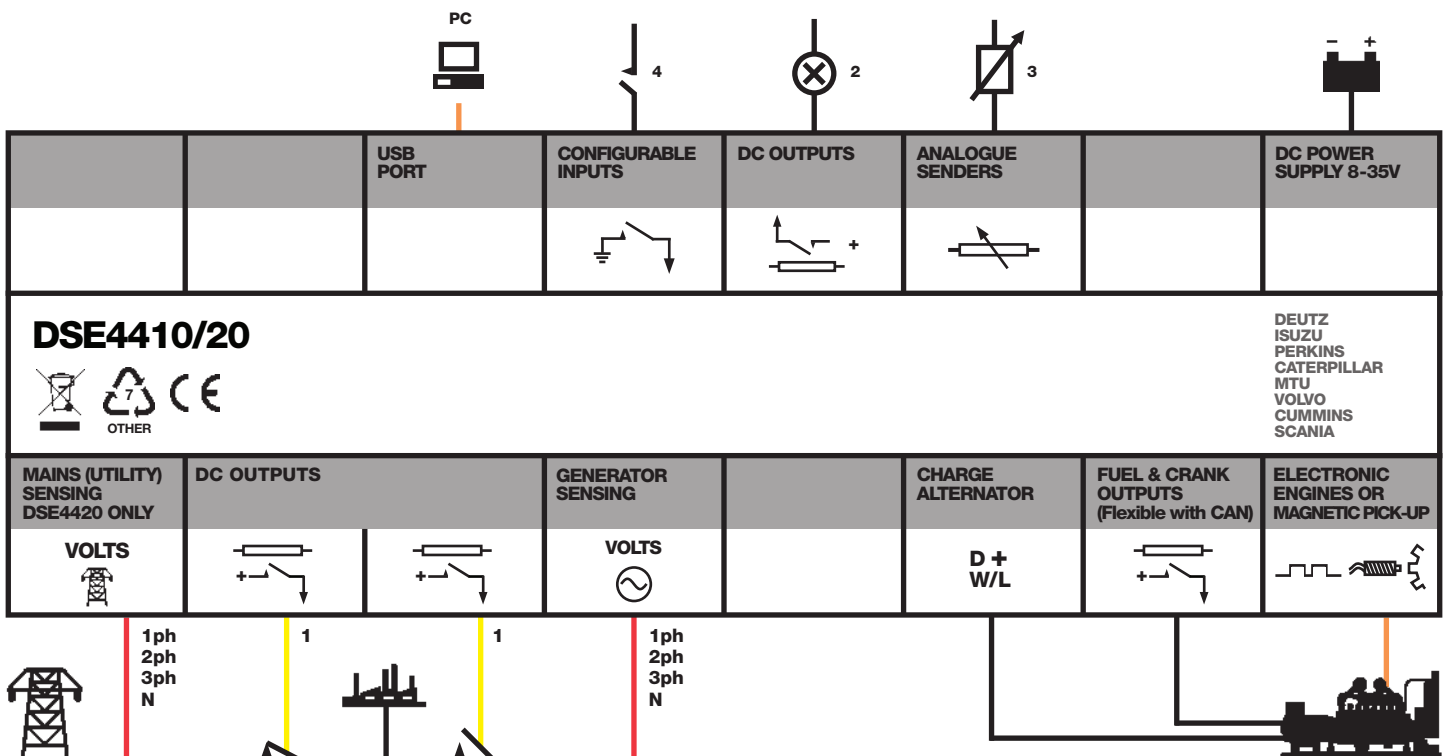 PC
4
2
3
- +
USB
PORT
CONFIGURABLE
INPUTS
DC OUTPUTS
ANALOGUE
SENDERS
DC POWER
SUPPLY 8-35V
+
DSE4410/20
7
OTHER
CE
DEUTZ
ISUZU
PERKINS
CATERPILLAR
MTU
VOLVO
CUMMINS
SCANIA
MAINS (UTILITY)
SENSING
DSE4420 ONLY
DC OUTPUTS
GENERATOR
SENSING
CHARGE
ALTERNATOR
FUEL & CRANK
OUTPUTS
(Flexible with CAN)
ELECTRONIC
ENGINES OR
MAGNETIC PICK-UP
VOLTS
+
+
VOLTS
D +
W/L
+
1ph
2ph
3ph
N
1
1
1ph
2ph
3ph
N